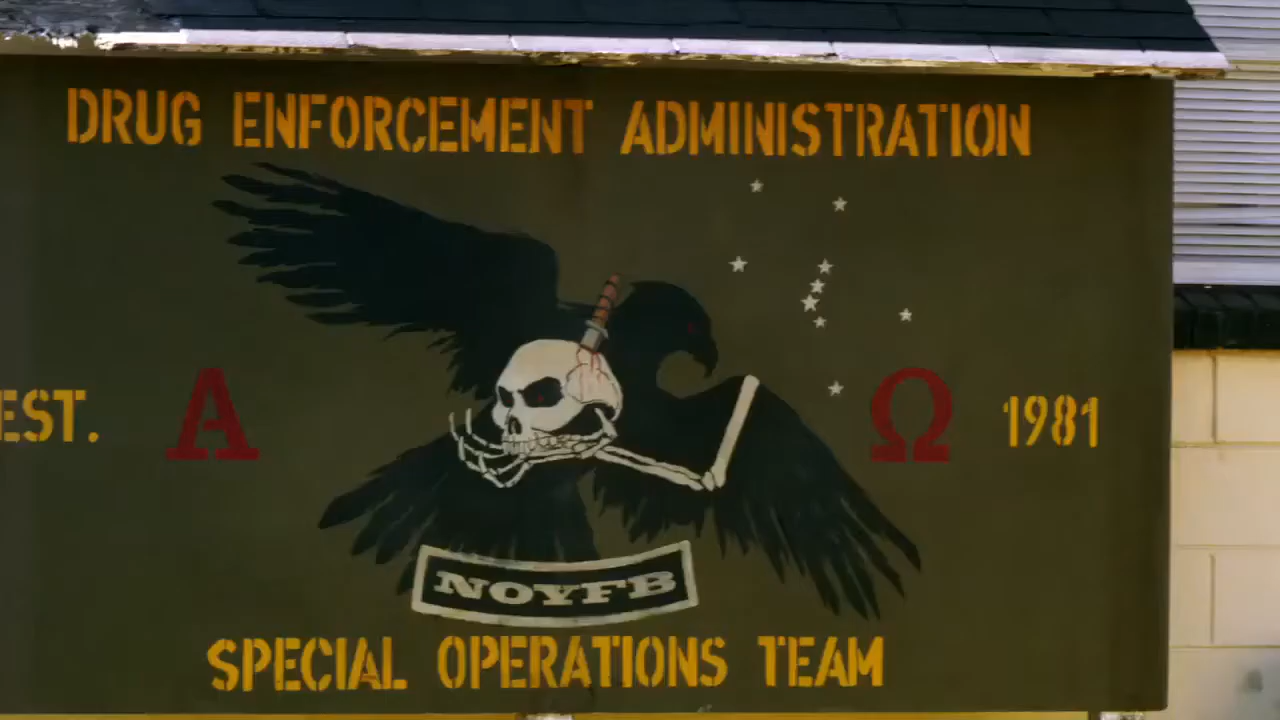 DRUG ENFORCEMENT ADMINISTRATION
EST. Α Ω 1981
NOYFB
SPECIAL OPERATIONS TEAM